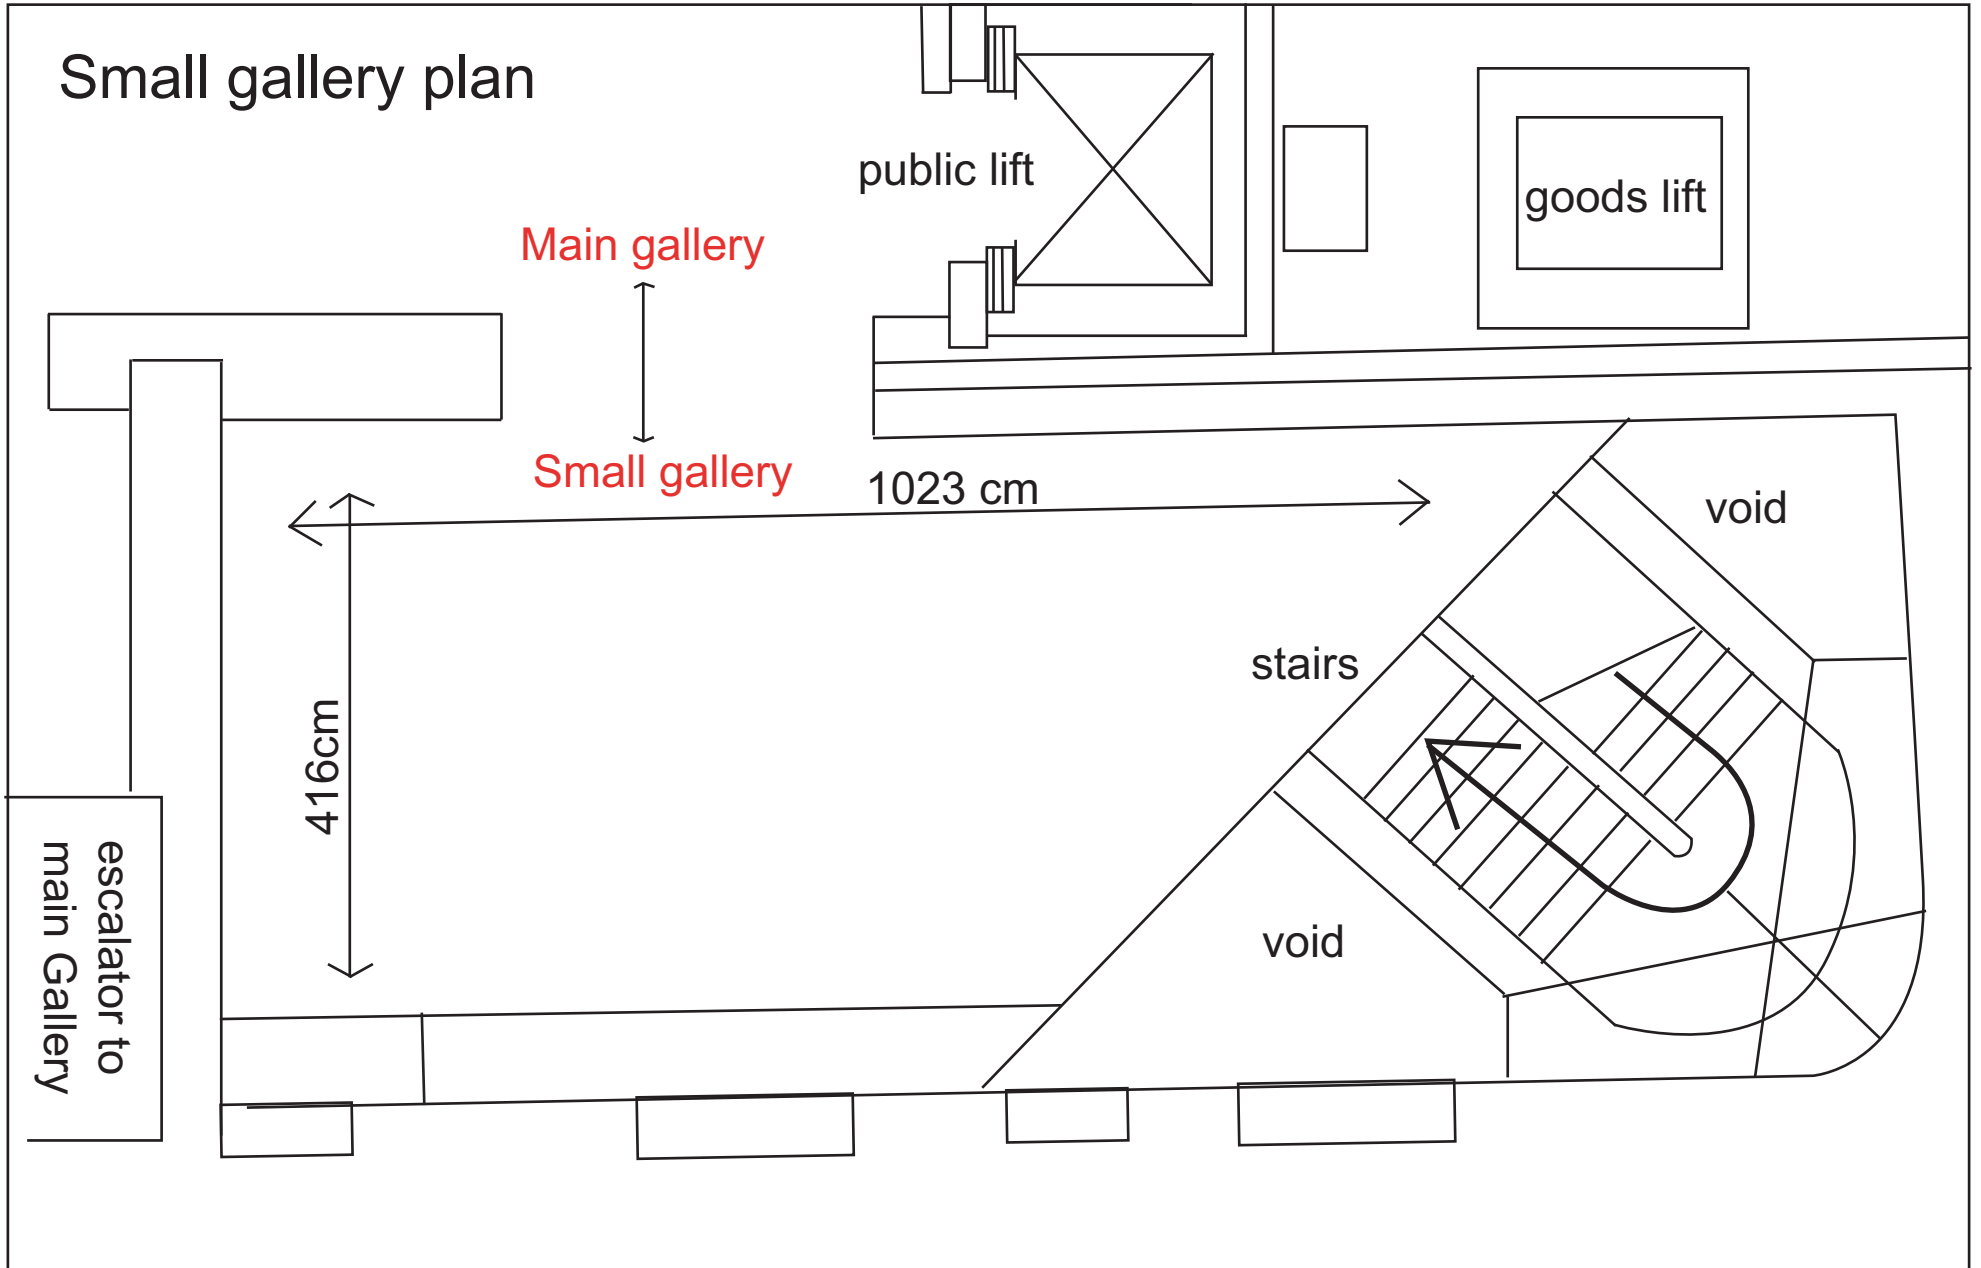 Small gallery plan
public lift
goods lift
Main gallery
Small gallery
1023 cm
void
stairs
416cm
escalator to
main Gallery
void